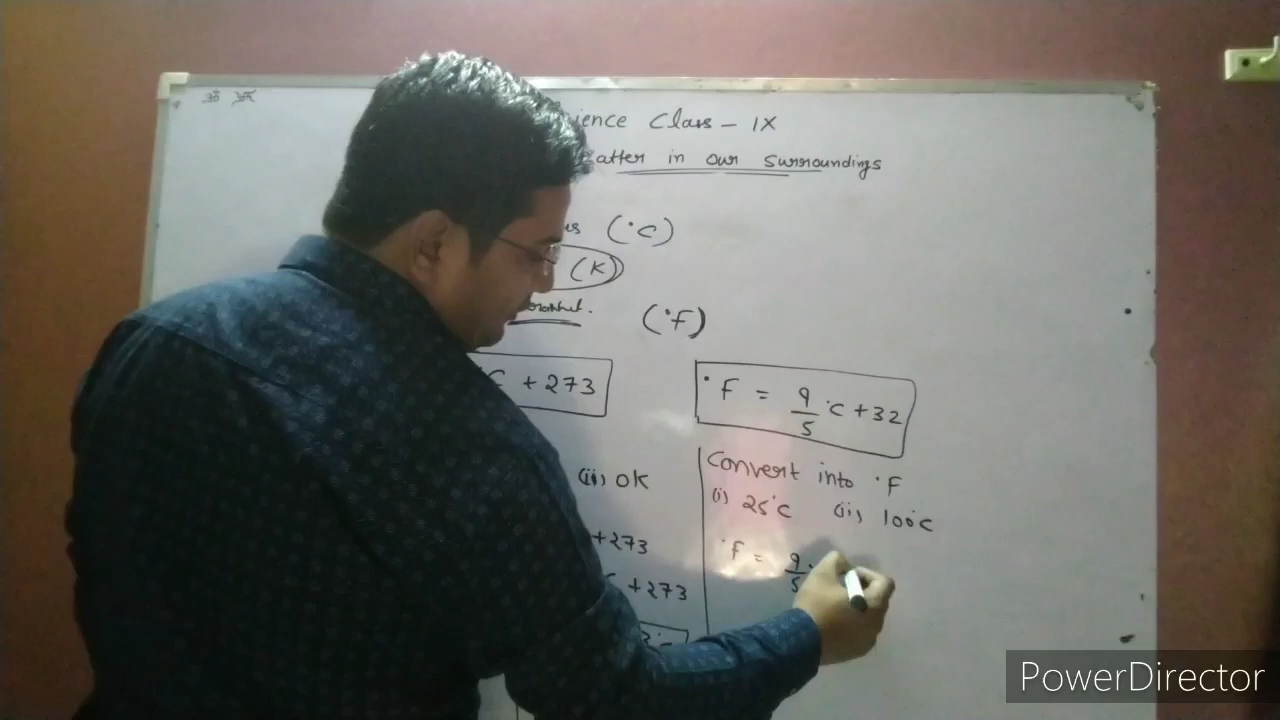 ॐ
ience Class - IX
atter in our Surroundings
(°C)
(K)
(°F)
+ 273
°F = 9/5 °C + 32
(ii) 0K
Convert into °F
(i) 25°C (ii) 100°C
+273
°F = 9/5
+273
PowerDirector